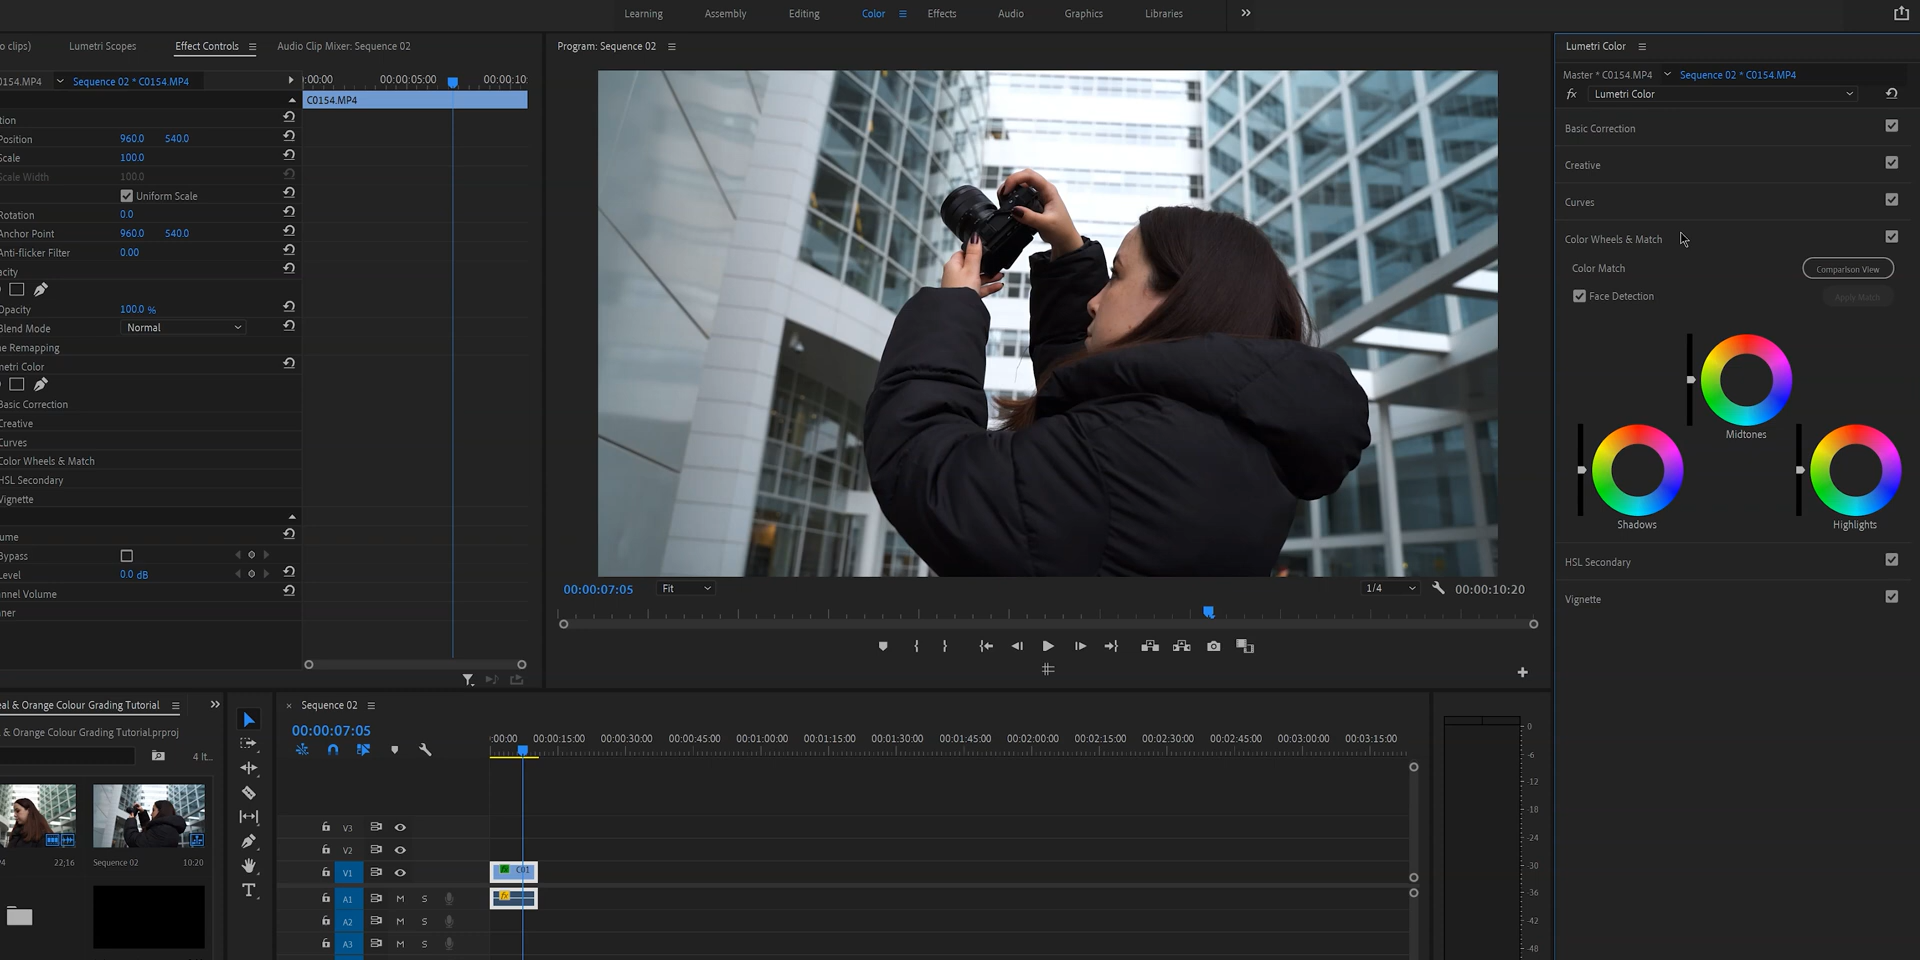 Learning Assembly Editing Color Effects Audio Graphics Libraries
o clips) Lumetri Scopes Effect Controls Audio Clip Mixer: Sequence 02
0154.MP4 Sequence 02 * C0154.MP4
:00:00 00:00:05:00 00:00:10:
C0154.MP4
tion
Position 960.0 540.0
Scale 100.0
Scale Width 100.0
Uniform Scale
Rotation 0.0
Anchor Point 960.0 540.0
Anti-flicker Filter 0.00
acity
Opacity 100.0 %
Blend Mode Normal
ne Remapping
metri Color
Basic Correction
Creative
Curves
Color Wheels & Match
HSL Secondary
Vignette
ume
Bypass
Level 0.0 dB
nnel Volume
nner
Program: Sequence 02
00:00:07:05 Fit 1/4 00:00:10:20
Lumetri Color
Master * C0154.MP4 Sequence 02 * C0154.MP4
fx Lumetri Color
Basic Correction
Creative
Curves
Color Wheels & Match
Color Match Comparison View
Face Detection Apply Match
Midtones
Shadows Highlights
HSL Secondary
Vignette
eal & Orange Colour Grading Tutorial
& Orange Colour Grading Tutorial.prproj
4 It...
P4 22;16 Sequence 02 10:20
× Sequence 02
00:00:07:05
:00:00 00:00:15:00 00:00:30:00 00:00:45:00 00:01:00:00 00:01:15:00 00:01:30:00 00:01:45:00 00:02:00:00 00:02:15:00 00:02:30:00 00:02:45:00 00:03:00:00 00:03:15:00
V3
V2
V1 fx C01
A1 M S fx
A2 M S
A3 M S
0
-6
-12
-18
-24
-30
-36
-42
-48